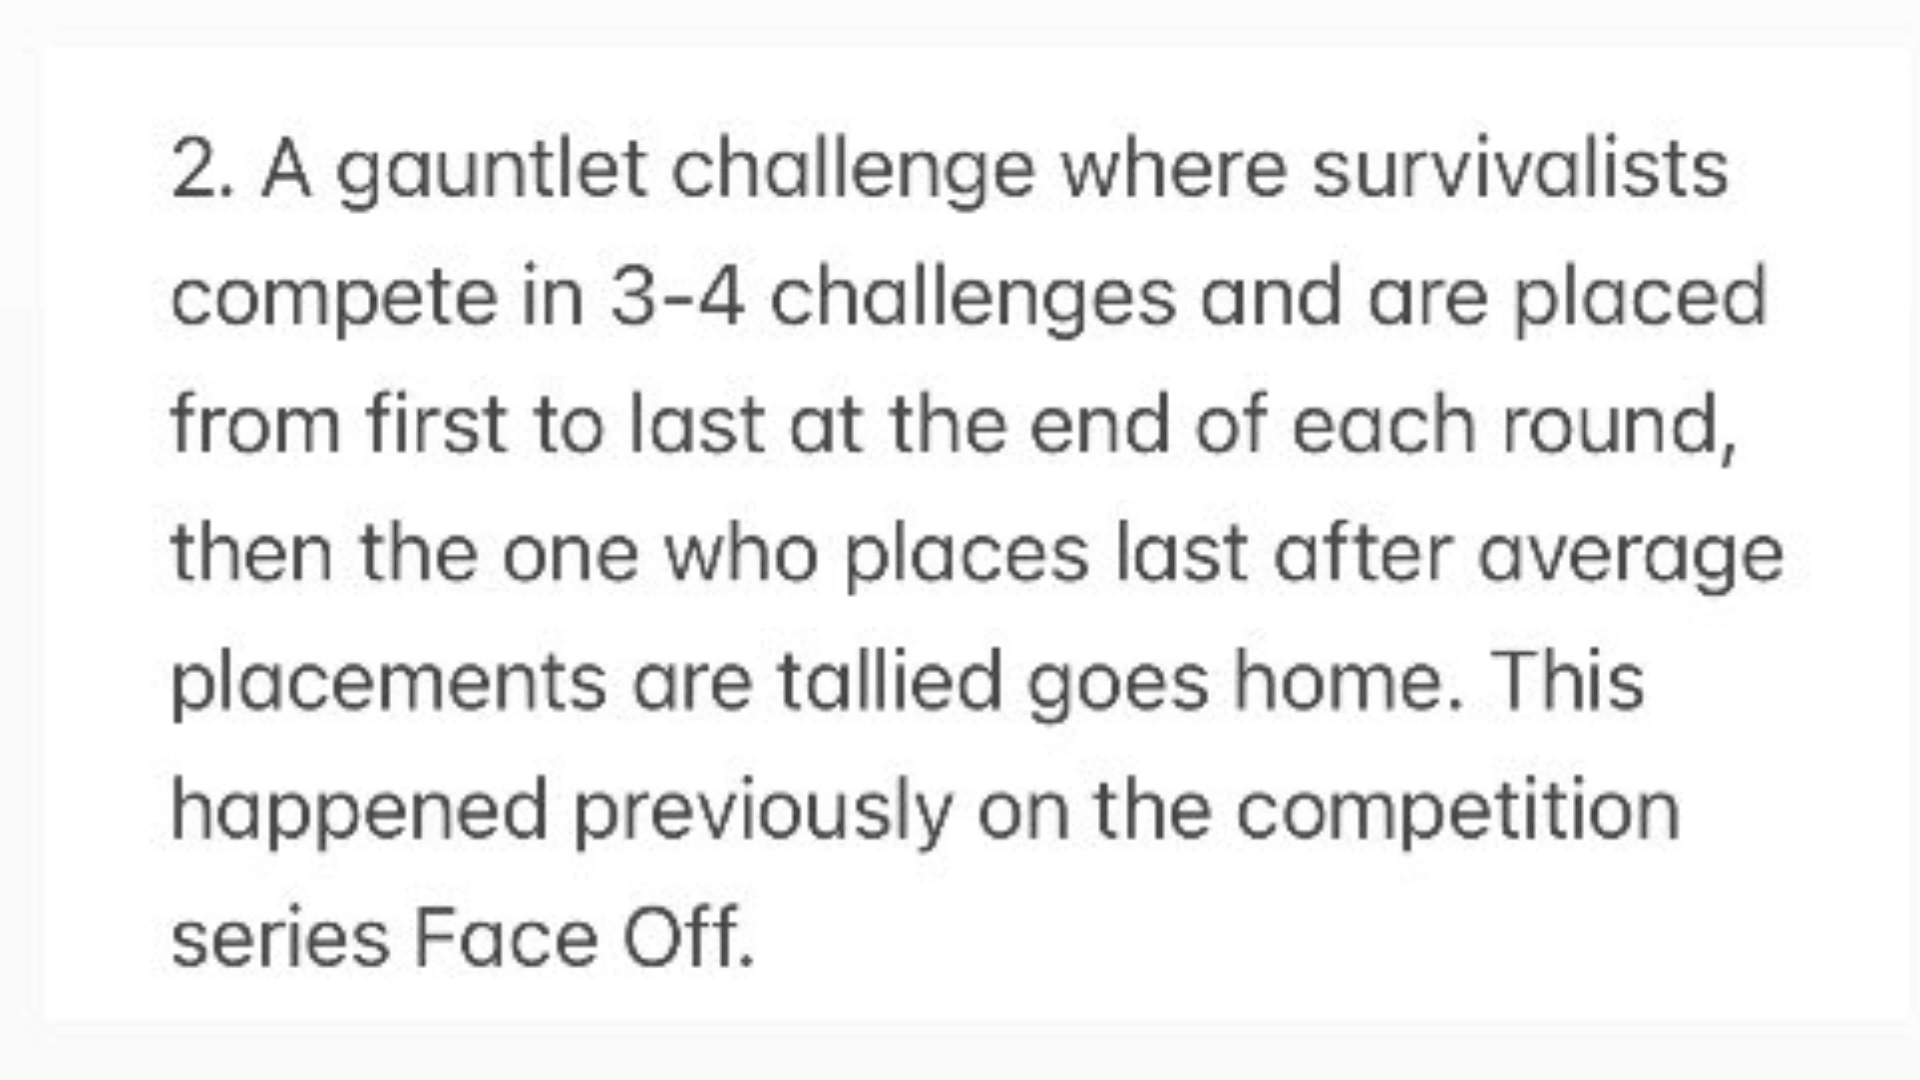 2. A gauntlet challenge where survivalists
compete in 3-4 challenges and are placed
from first to last at the end of each round,
then the one who places last after average
placements are tallied goes home. This
happened previously on the competition
series Face Off.